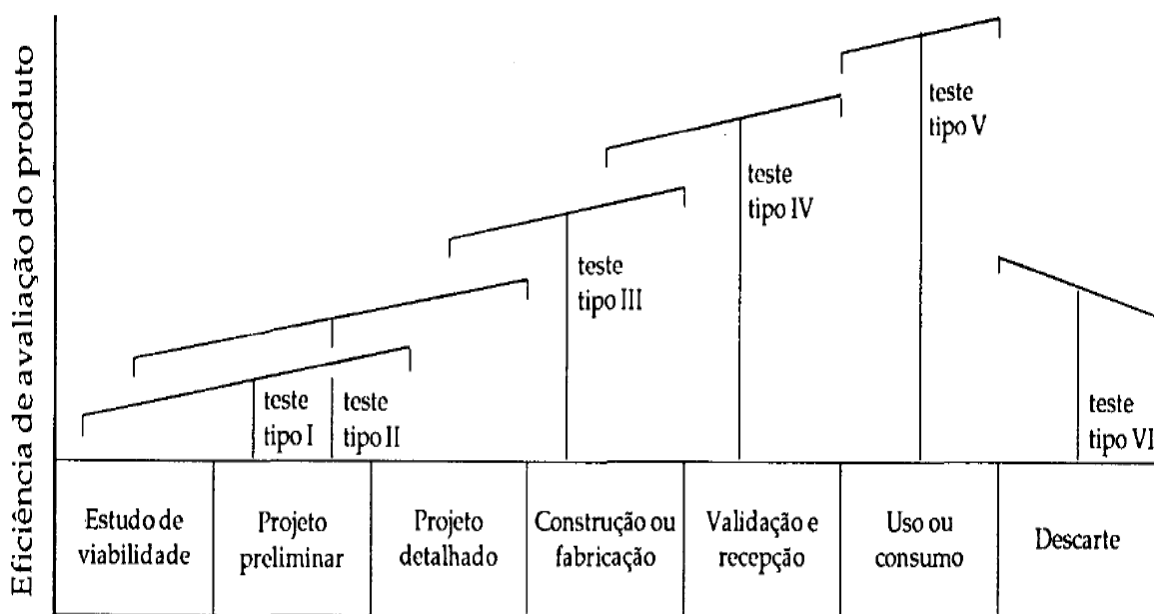 Eficiência de avaliação do produto
teste
tipo I
teste
tipo II
teste
tipo III
teste
tipo IV
teste
tipo V
teste
tipo VI
Estudo de
viabilidade
Projeto
preliminar
Projeto
detalhado
Construção ou
fabricação
Validação e
recepção
Uso ou
consumo
Descarte